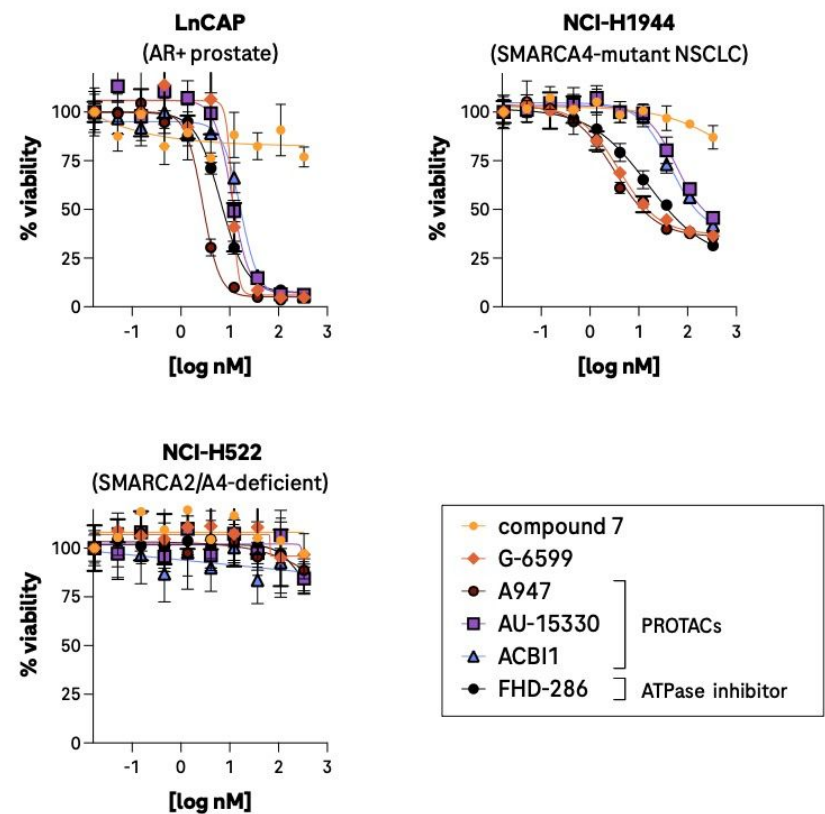 LnCAP
(AR+ prostate)
% viability
100
75
50
25
0
-1 0 1 2 3
[log nM]
NCI-H1944
(SMARCA4-mutant NSCLC)
% viability
100
75
50
25
0
-1 0 1 2 3
[log nM]
NCI-H522
(SMARCA2/A4-deficient)
% viability
100
75
50
25
0
-1 0 1 2 3
[log nM]
compound 7
G-6599
A947
AU-15330
ACBI1
PROTACs
FHD-286
ATPase inhibitor